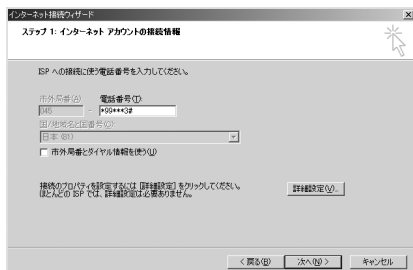 インターネット接続ウィザード
ステップ 1: インターネット アカウントの接続情報
ISP への接続に使う電話番号を入力してください。
市外局番(A)  電話番号(T):
045 - *99***3#
国/地域名と国番号(O):
日本 (81)
市外局番とダイヤル情報を使う(U)
接続のプロパティを設定するには [詳細設定] をクリックしてください。
ほとんどの ISP では、詳細設定は必要ありません。
詳細設定(V)...
< 戻る(B)  次へ(N) >  キャンセル